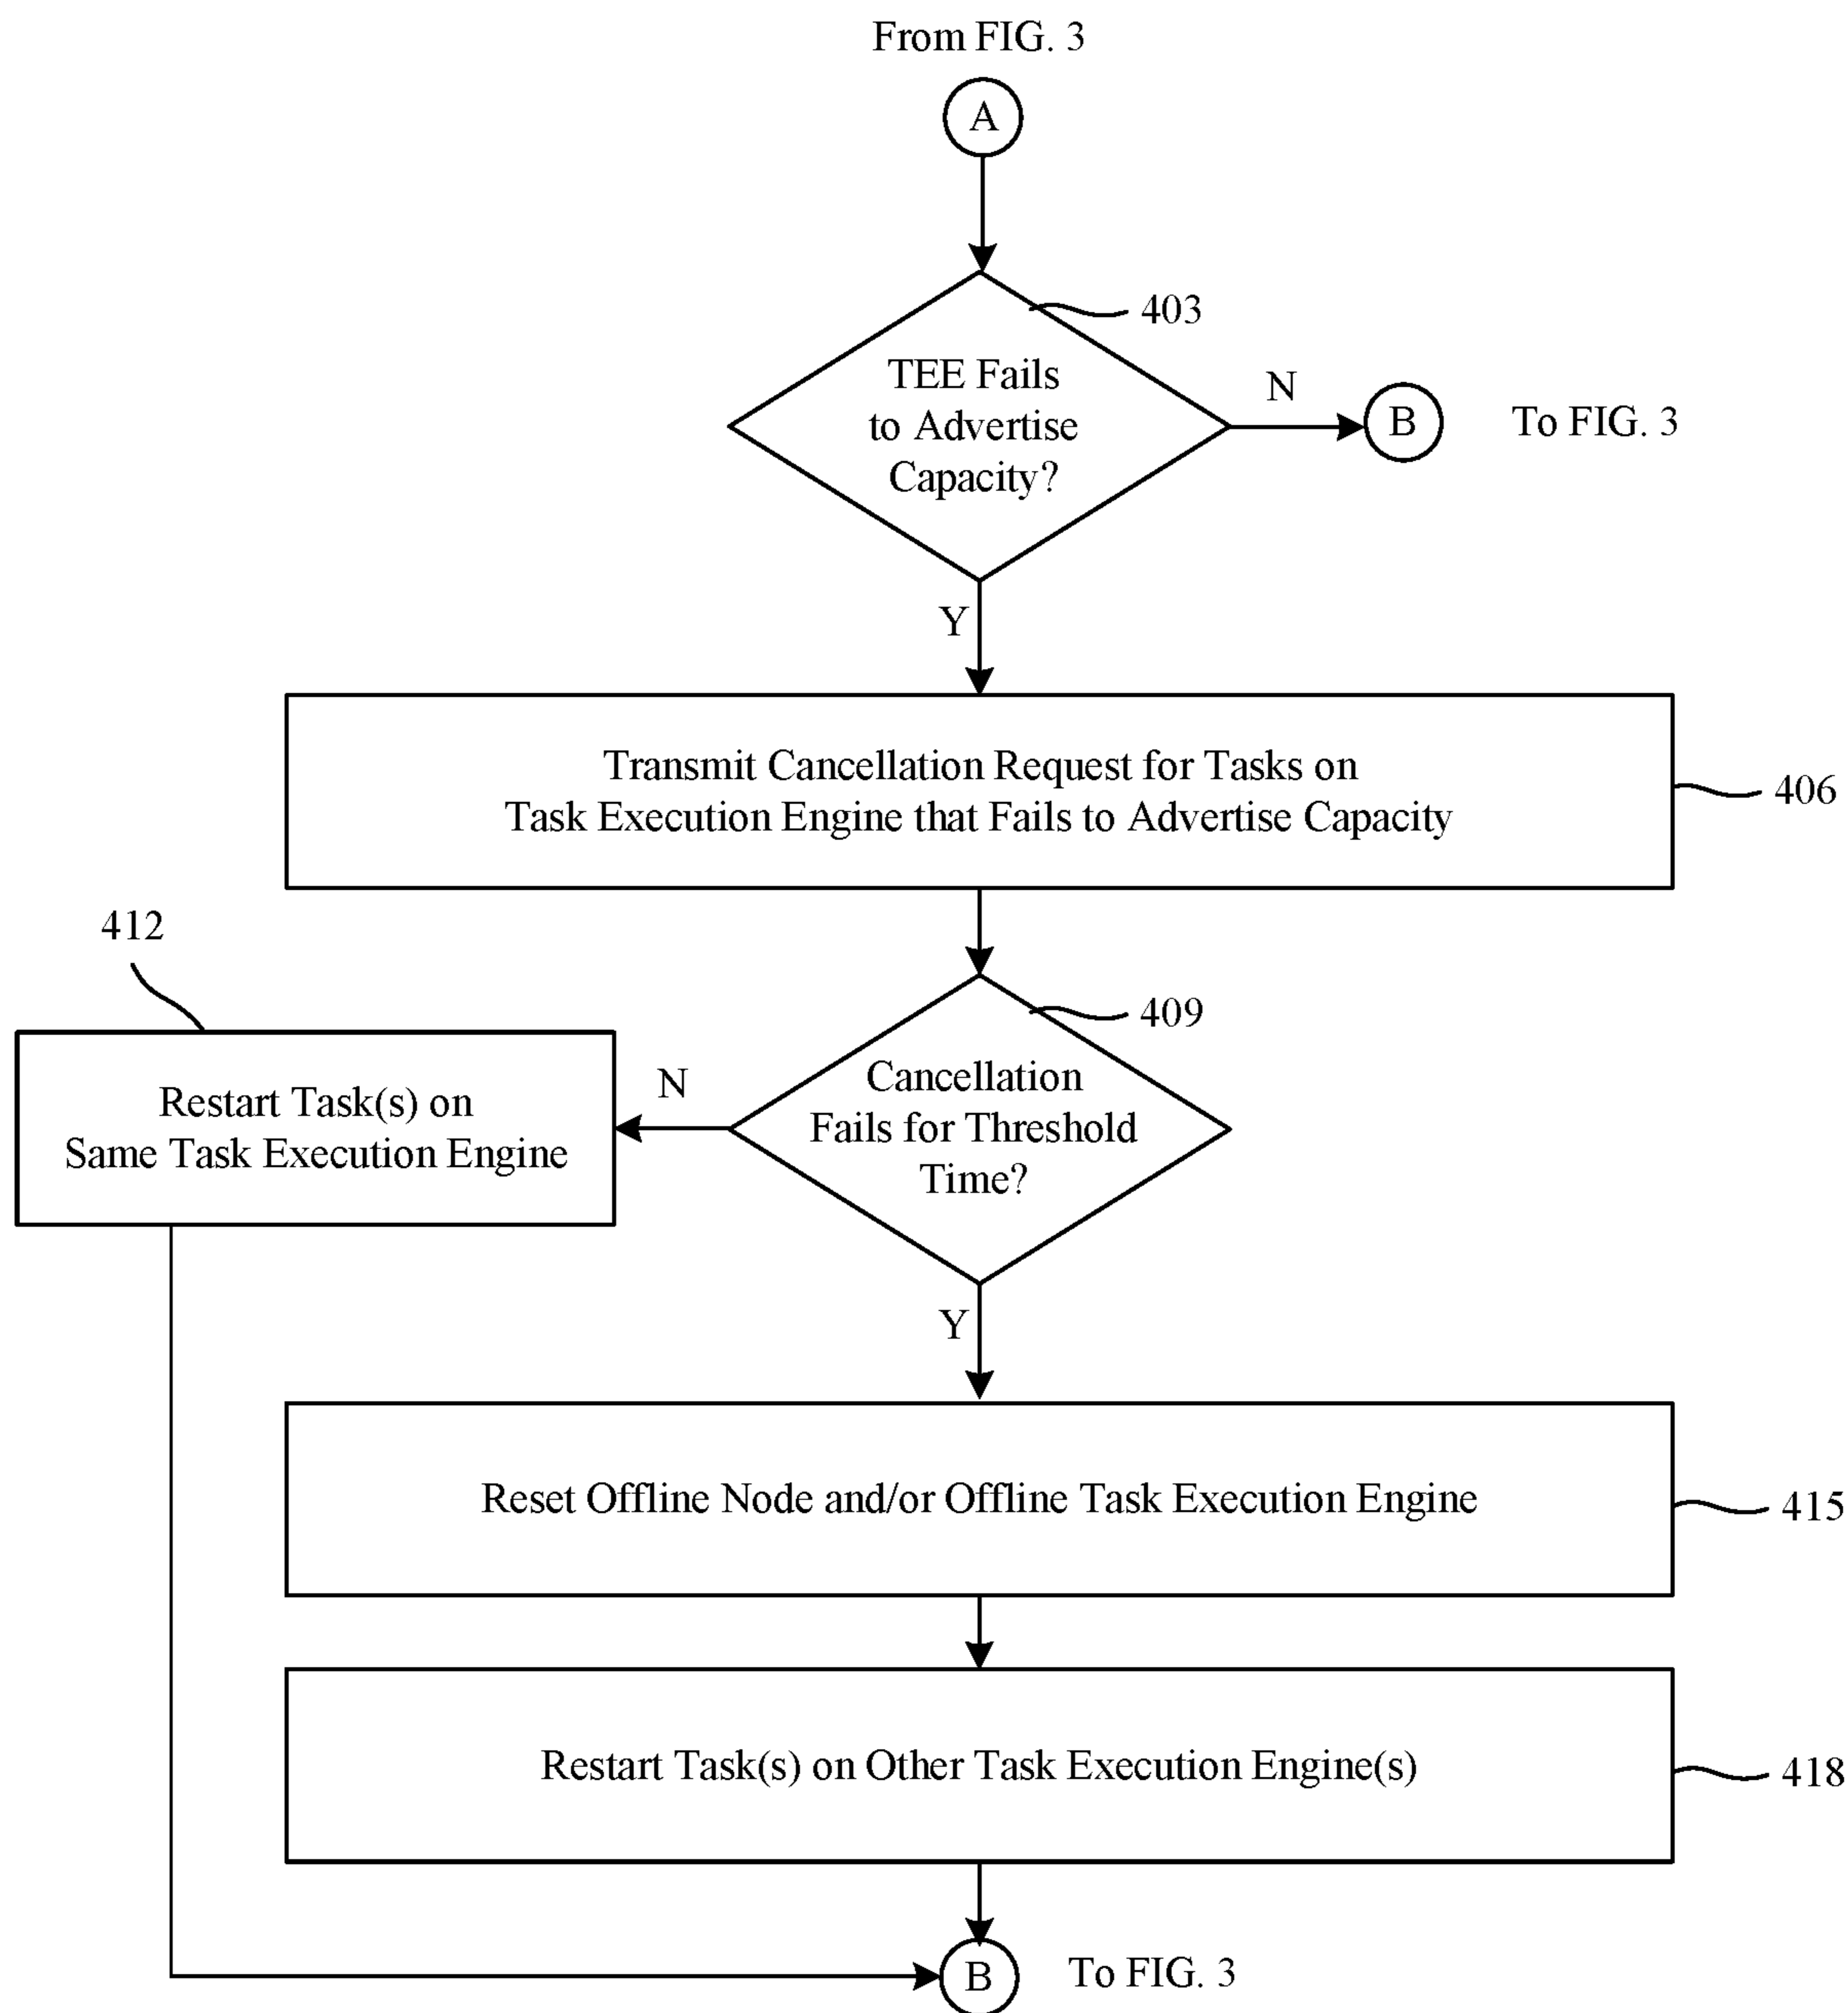 From FIG. 3
A
403
TEE Fails
to Advertise
Capacity?
N
B
To FIG. 3
Y
Transmit Cancellation Request for Tasks on
Task Execution Engine that Fails to Advertise Capacity
406
412
409
Cancellation
Fails for Threshold
Time?
N
Restart Task(s) on
Same Task Execution Engine
Y
Reset Offline Node and/or Offline Task Execution Engine
415
Restart Task(s) on Other Task Execution Engine(s)
418
B
To FIG. 3